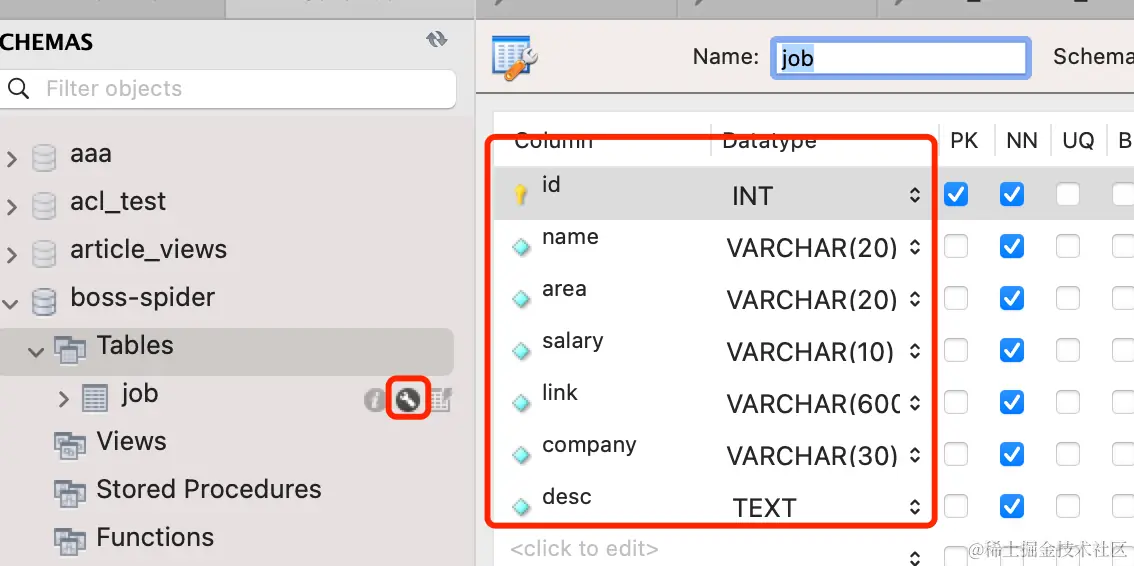 CHEMAS
Filter objects
aaa
acl_test
article_views
boss-spider
Tables
job
Views
Stored Procedures
Functions
Name: job Schema
Column Datatype PK NN UQ B
id INT
name VARCHAR(20)
area VARCHAR(20)
salary VARCHAR(10)
link VARCHAR(600
company VARCHAR(30)
desc TEXT
<click to edit>
@稀土掘金技术社区